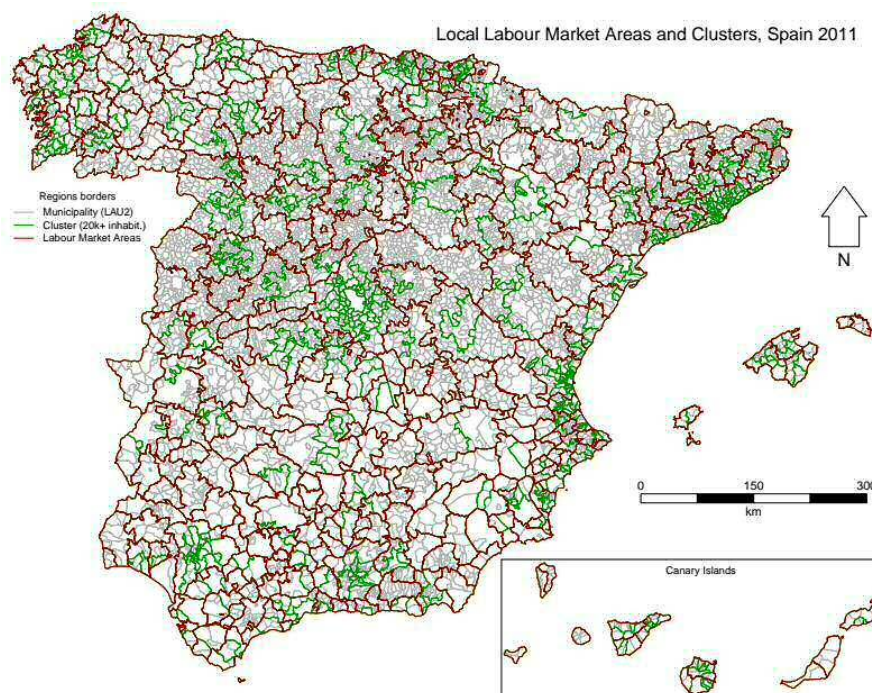 Local Labour Market Areas and Clusters, Spain 2011
Regions borders
Municipality (LAU2)
Cluster (20k+ inhabit.)
Labour Market Areas
N
0 150 300
km
Canary Islands